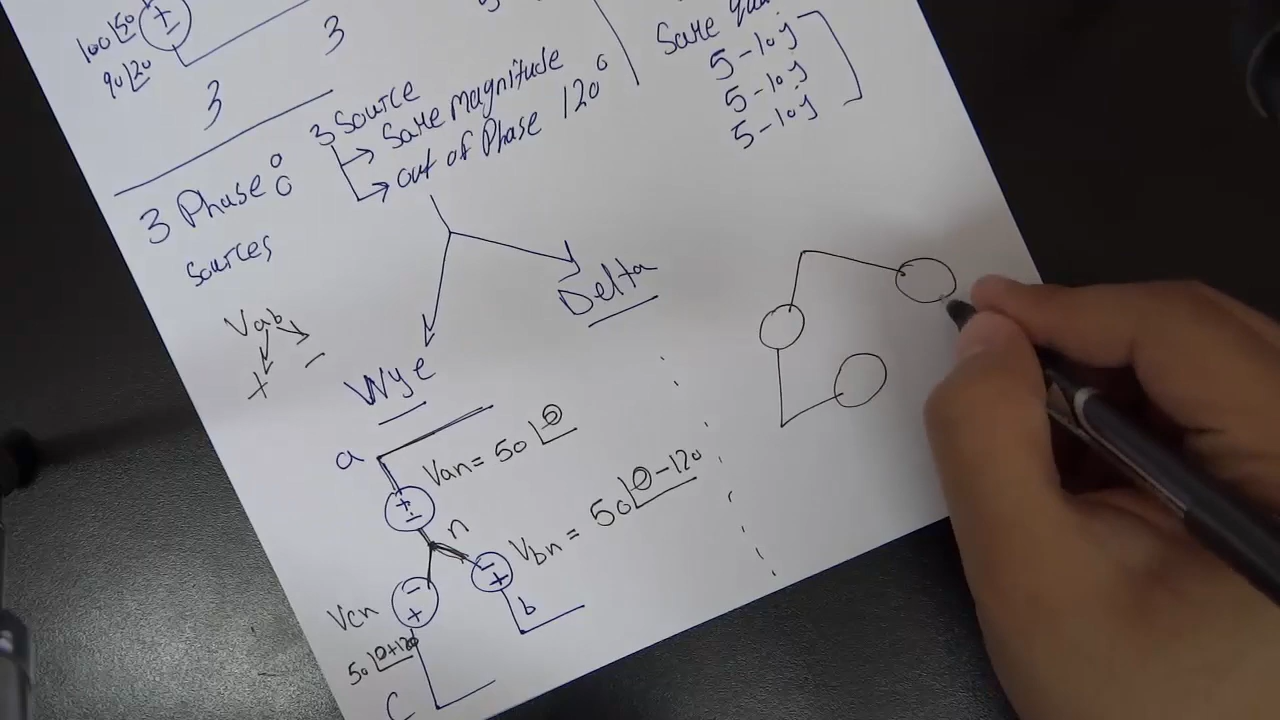 100∠50
90∠20
+
-
3
3
3 Source
→ Same magnitude
→ out of Phase 120°
Same
5-10j
5-10j
5-10j
3 Phase:
Sources
Vab
+ -
Wye
Delta
a
Van = 50∠θ
+
-
n
Vbn = 50∠θ-120
-
+
b
Vcn
50∠θ+120
-
+
C